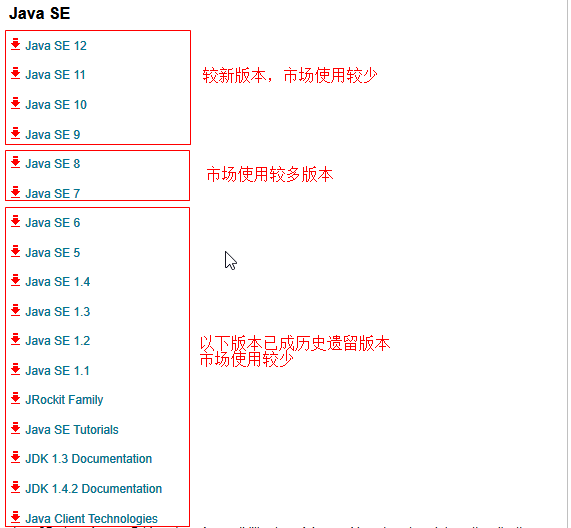 Java SE
Java SE 12
Java SE 11
较新版本，市场使用较少
Java SE 10
Java SE 9
Java SE 8
市场使用较多版本
Java SE 7
Java SE 6
Java SE 5
Java SE 1.4
Java SE 1.3
Java SE 1.2
以下版本已成历史遗留版本
市场使用较少
Java SE 1.1
JRockit Family
Java SE Tutorials
JDK 1.3 Documentation
JDK 1.4.2 Documentation
Java Client Technologies